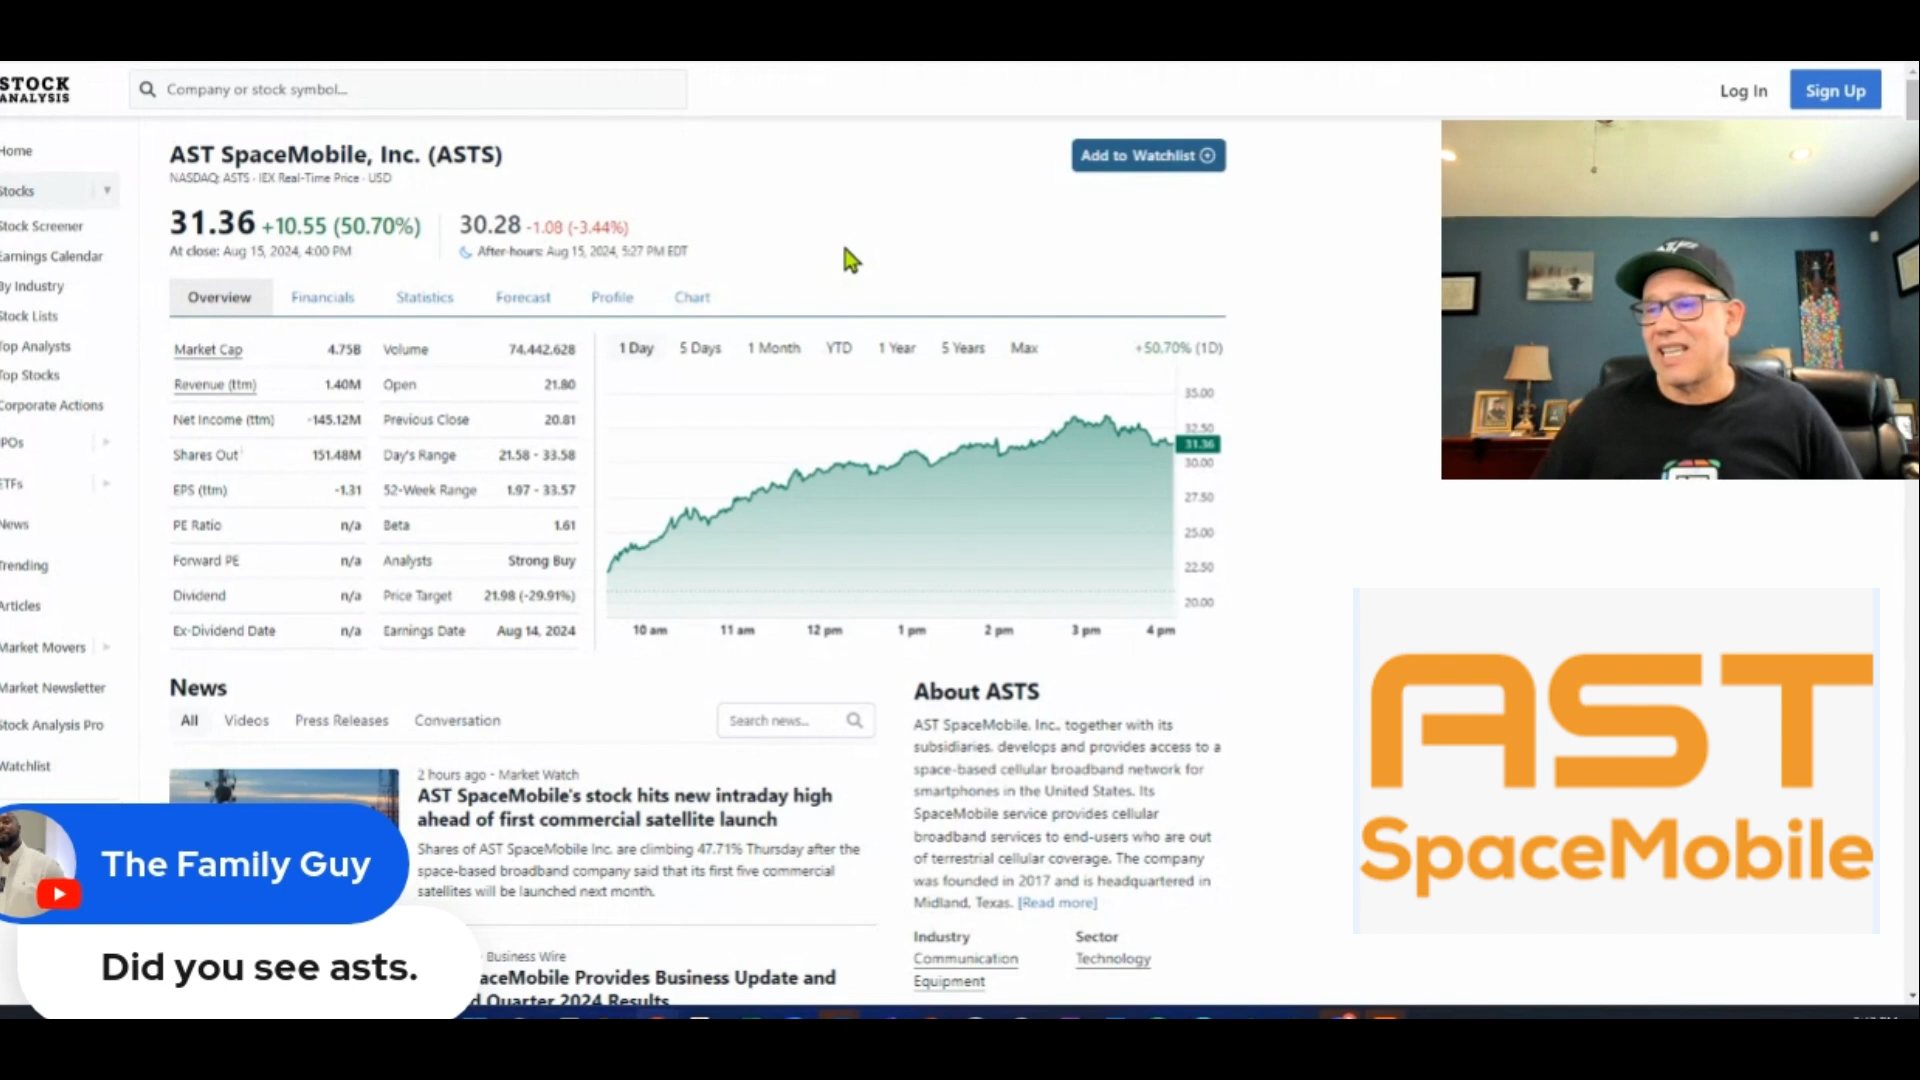 STOCK
ANALYSIS
Company or stock symbol...
Log In
Sign Up
Home
Stocks
Stock Screener
Earnings Calendar
By Industry
Stock Lists
Top Analysts
Top Stocks
Corporate Actions
IPOs
ETFs
News
Trending
Articles
Market Movers
Market Newsletter
Stock Analysis Pro
Watchlist
AST SpaceMobile, Inc. (ASTS)
NASDAQ: ASTS · IEX Real-Time Price · USD
Add to Watchlist
31.36 +10.55 (50.70%)
At close: Aug 15, 2024, 4:00 PM
30.28 -1.08 (-3.44%)
After-hours: Aug 15, 2024, 5:27 PM EDT
Overview Financials Statistics Forecast Profile Chart
Market Cap 4.75B Volume 74,442,628
Revenue (ttm) 1.40M Open 21.80
Net Income (ttm) -145.12M Previous Close 20.81
Shares Out 151.48M Day's Range 21.58 - 33.58
EPS (ttm) -1.31 52-Week Range 1.97 - 33.57
PE Ratio n/a Beta 1.61
Forward PE n/a Analysts Strong Buy
Dividend n/a Price Target 21.98 (-29.91%)
Ex-Dividend Date n/a Earnings Date Aug 14, 2024
1 Day 5 Days 1 Month YTD 1 Year 5 Years Max +50.70% (1D)
35.00
32.50
31.36
30.00
27.50
25.00
22.50
20.00
10 am 11 am 12 pm 1 pm 2 pm 3 pm 4 pm
News
All Videos Press Releases Conversation
Search news...
2 hours ago - Market Watch
AST SpaceMobile's stock hits new intraday high
ahead of first commercial satellite launch
Shares of AST SpaceMobile Inc. are climbing 47.71% Thursday after the
space-based broadband company said that its first five commercial
satellites will be launched next month.
Business Wire
aceMobile Provides Business Update and
d Quarter 2024 Results
About ASTS
AST SpaceMobile, Inc., together with its
subsidiaries, develops and provides access to a
space-based cellular broadband network for
smartphones in the United States. Its
SpaceMobile service provides cellular
broadband services to end-users who are out
of terrestrial cellular coverage. The company
was founded in 2017 and is headquartered in
Midland, Texas. [Read more]
Industry
Communication
Equipment
Sector
Technology
AST
SpaceMobile
The Family Guy
Did you see asts.